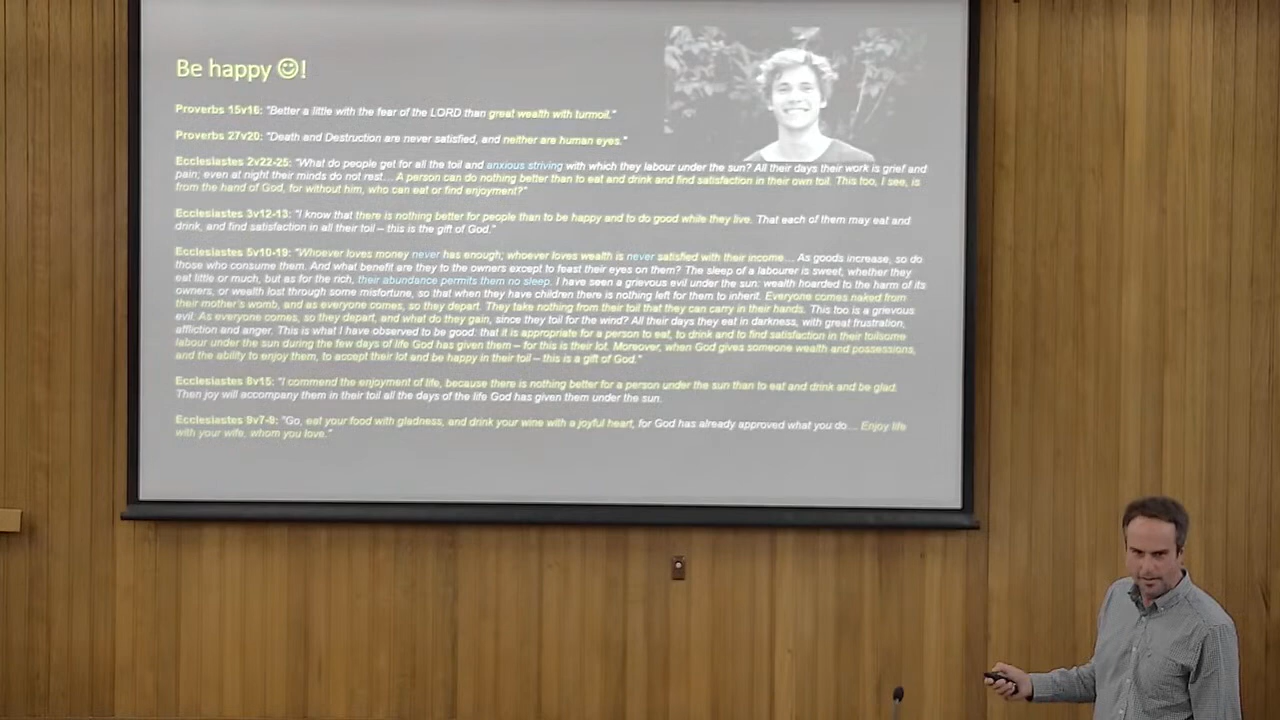 Be happy ☺!
Proverbs 15v16: "Better a little with the fear of the LORD than great wealth with turmoil."
Proverbs 27v20: "Death and Destruction are never satisfied, and neither are human eyes."
Ecclesiastes 2v22-25: "What do people get for all the toil and anxious striving with which they labour under the sun? All their days their work is grief and
pain; even at night their minds do not rest… A person can do nothing better than to eat and drink and find satisfaction in their own toil. This too, I see, is
from the hand of God, for without him, who can eat or find enjoyment?"
Ecclesiastes 3v12-13: "I know that there is nothing better for people than to be happy and to do good while they live. That each of them may eat and
drink, and find satisfaction in all their toil – this is the gift of God."
Ecclesiastes 5v10-19: "Whoever loves money never has enough; whoever loves wealth is never satisfied with their income… As goods increase, so do
those who consume them. And what benefit are they to the owners except to feast their eyes on them? The sleep of a labourer is sweet, whether they
eat little or much, but as for the rich, their abundance permits them no sleep. I have seen a grievous evil under the sun: wealth hoarded to the harm of its
owners, or wealth lost through some misfortune, so that when they have children there is nothing left for them to inherit. Everyone comes naked from
their mother's womb, and as everyone comes, so they depart. They take nothing from their toil that they can carry in their hands. This too is a grievous
evil: As everyone comes, so they depart, and what do they gain, since they toil for the wind? All their days they eat in darkness, with great frustration,
affliction and anger. This is what I have observed to be good: that it is appropriate for a person to eat, to drink and to find satisfaction in their toilsome
labour under the sun during the few days of life God has given them – for this is their lot. Moreover, when God gives someone wealth and possessions,
and the ability to enjoy them, to accept their lot and be happy in their toil – this is a gift of God."
Ecclesiastes 8v15: "I commend the enjoyment of life, because there is nothing better for a person under the sun than to eat and drink and be glad.
Then joy will accompany them in their toil all the days of the life God has given them under the sun.
Ecclesiastes 9v7-9: "Go, eat your food with gladness, and drink your wine with a joyful heart, for God has already approved what you do… Enjoy life
with your wife, whom you love."